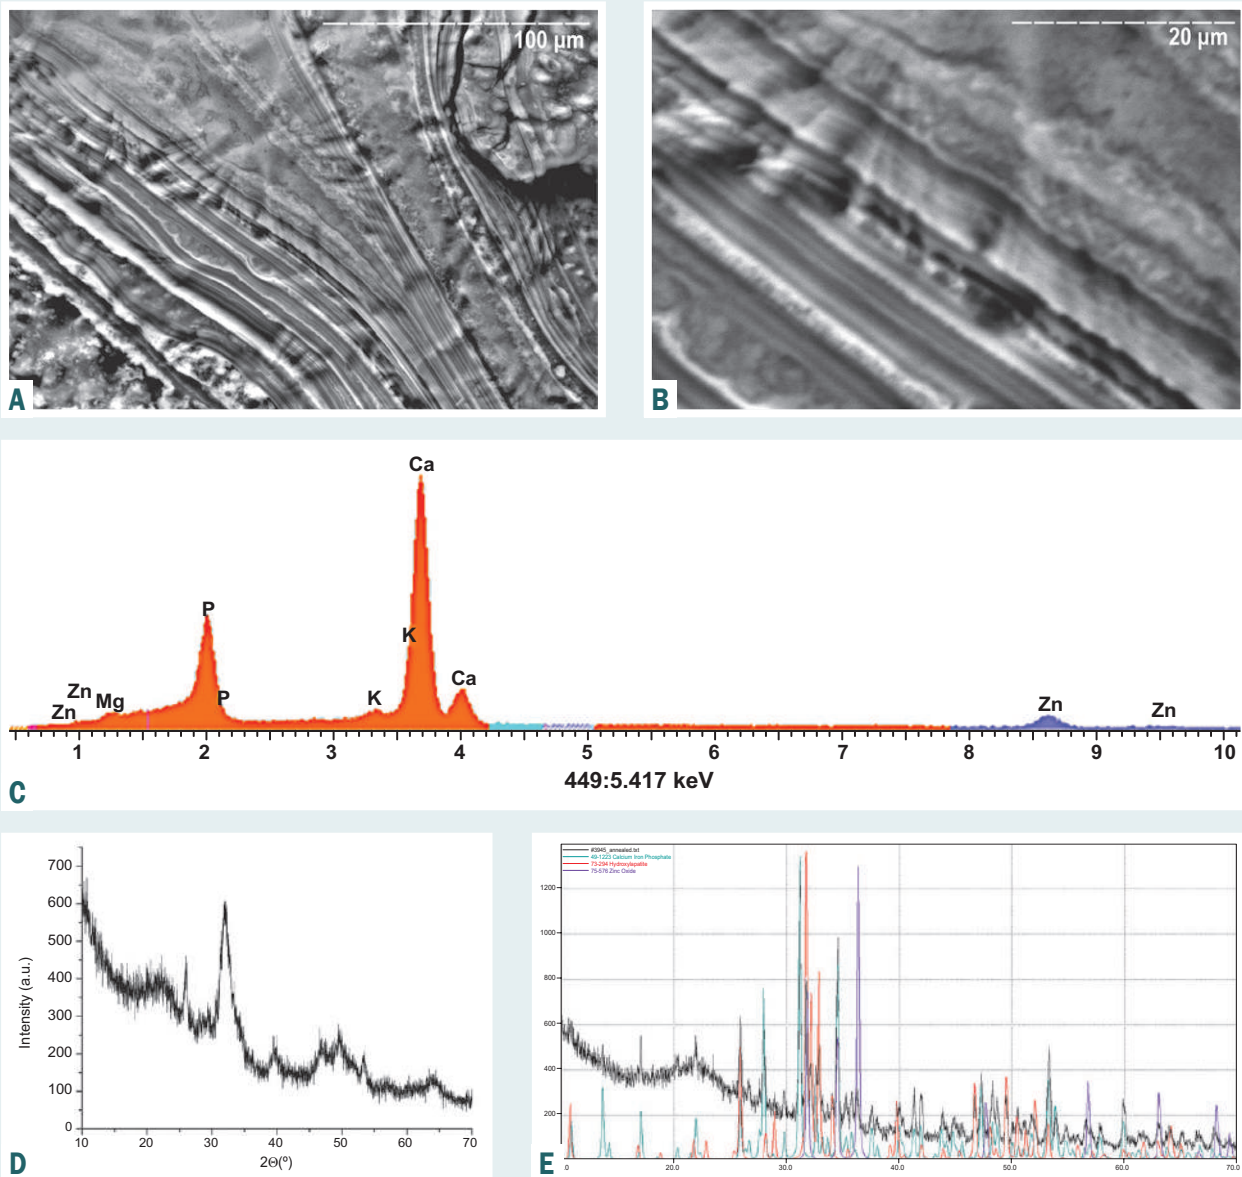 100 µm
20 µm
A
B
Ca
P
K
Zn
Mg
P
K
Ca
Zn
Zn
Zn
1 2 3 4 5 6 7 8 9 10
449:5.417 keV
C
700
600
500
400
300
200
100
0
Intensity (a.u.)
10 20 30 40 50 60 70
2Θ(º)
D
#3945_annealed.txt
49-1223 Calcium Iron Phosphate
73-294 Hydroxylapatite
75-576 Zinc Oxide
1200
1000
800
600
400
200
.0 20.0 30.0 40.0 50.0 60.0 70.0
E